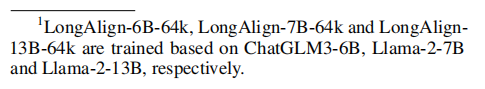 ¹LongAlign-6B-64k, LongAlign-7B-64k and LongAlign-
13B-64k are trained based on ChatGLM3-6B, Llama-2-7B
and Llama-2-13B, respectively.